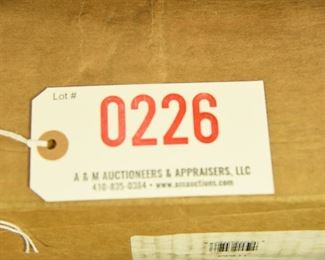 Lot #
0226
A & M AUCTIONEERS & APPRAISERS, LLC
410-835-0384 • www.amauctions.com